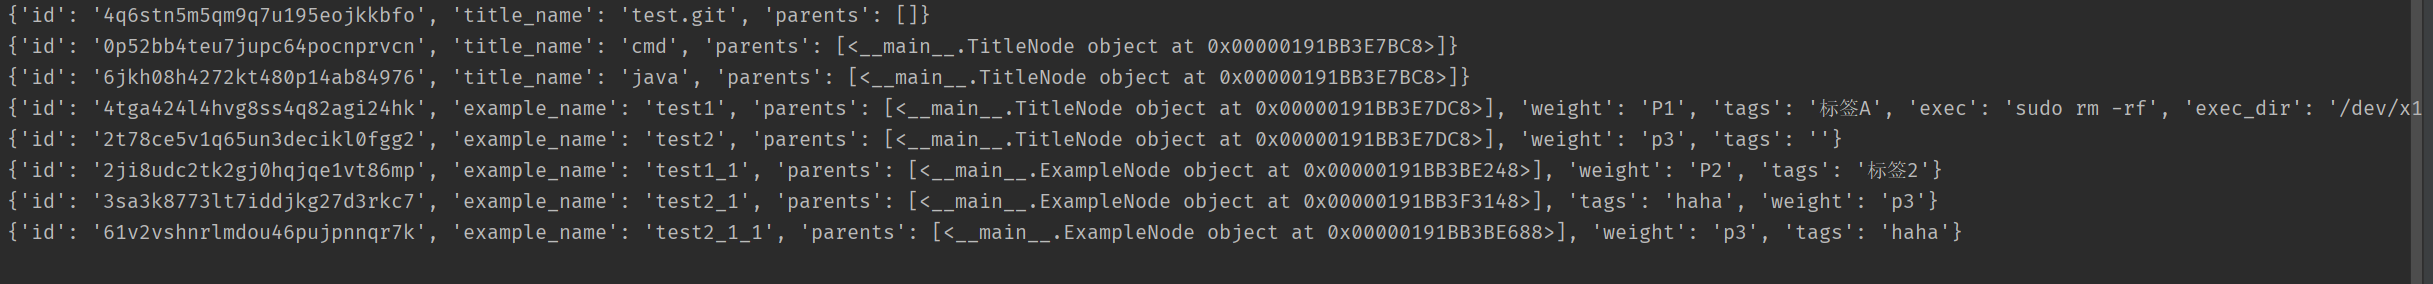 {'id': '4q6stn5m5qm9q7u195eojkkbfo', 'title_name': 'test.git', 'parents': []}
{'id': '0p52bb4teu7jupc64pocnprvcn', 'title_name': 'cmd', 'parents': [<__main__.TitleNode object at 0x00000191BB3E7BC8>]}
{'id': '6jkh08h4272kt480p14ab84976', 'title_name': 'java', 'parents': [<__main__.TitleNode object at 0x00000191BB3E7BC8>]}
{'id': '4tga424l4hvg8ss4q82agi24hk', 'example_name': 'test1', 'parents': [<__main__.TitleNode object at 0x00000191BB3E7DC8>], 'weight': 'P1', 'tags': '标签A', 'exec': 'sudo rm -rf', 'exec_dir': '/dev/x1
{'id': '2t78ce5v1q65un3decikl0fgg2', 'example_name': 'test2', 'parents': [<__main__.TitleNode object at 0x00000191BB3E7DC8>], 'weight': 'p3', 'tags': ''}
{'id': '2ji8udc2tk2gj0hqjqe1vt86mp', 'example_name': 'test1_1', 'parents': [<__main__.ExampleNode object at 0x00000191BB3BE248>], 'weight': 'P2', 'tags': '标签2'}
{'id': '3sa3k8773lt7iddjkg27d3rkc7', 'example_name': 'test2_1', 'parents': [<__main__.ExampleNode object at 0x00000191BB3F3148>], 'tags': 'haha', 'weight': 'p3'}
{'id': '61v2vshnrlmdou46pujpnnqr7k', 'example_name': 'test2_1_1', 'parents': [<__main__.ExampleNode object at 0x00000191BB3BE688>], 'weight': 'p3', 'tags': 'haha'}